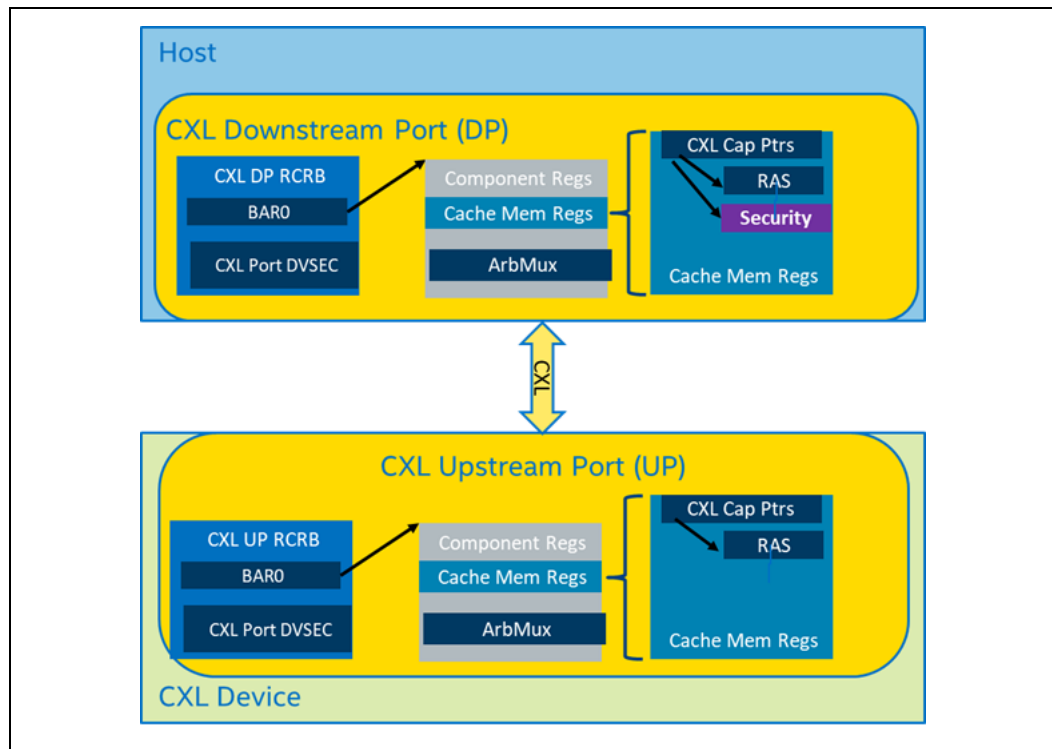 Host
CXL Downstream Port (DP)
CXL DP RCRB
BAR0
CXL Port DVSEC
Component Regs
Cache Mem Regs
ArbMux
CXL Cap Ptrs
RAS
Security
Cache Mem Regs
CXL
CXL Upstream Port (UP)
CXL UP RCRB
BAR0
CXL Port DVSEC
Component Regs
Cache Mem Regs
ArbMux
CXL Cap Ptrs
RAS
Cache Mem Regs
CXL Device